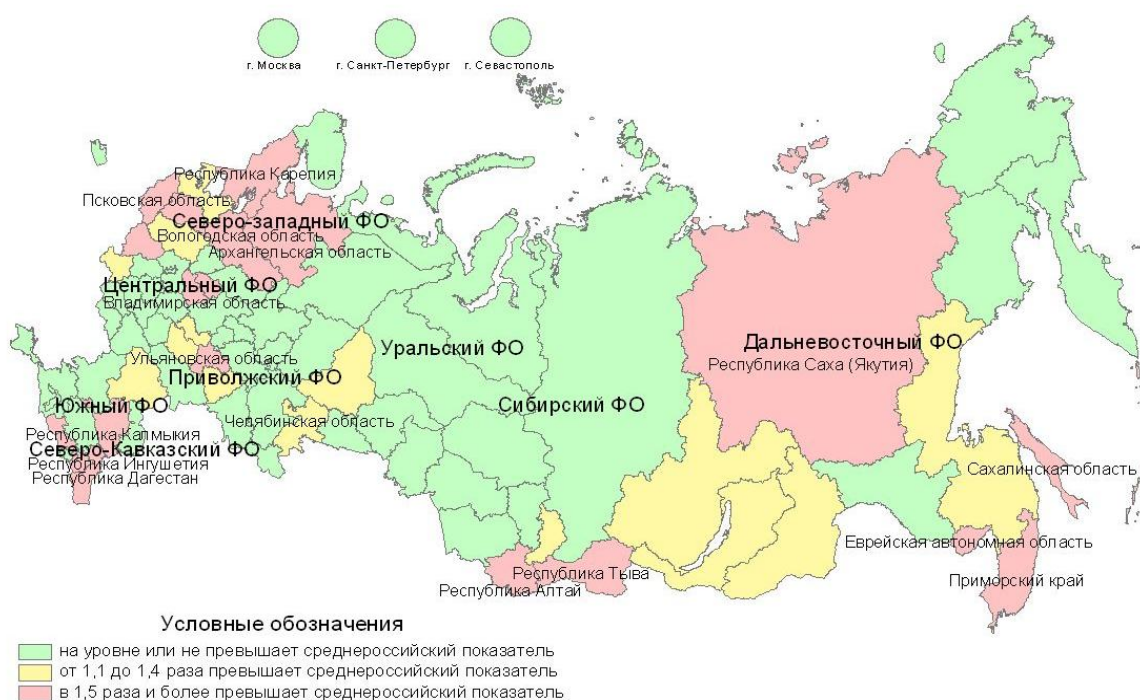 г. Москва
г. Санкт-Петербург
г. Севастополь
Республика Карелия
Псковская область
Северо-западный ФО
Вологодская область
Архангельская область
Центральный ФО
Владимирская область
Уральский ФО
Дальневосточный ФО
Ульяновская область
Республика Саха (Якутия)
Приволжский ФО
Южный ФО
Сибирский ФО
Челябинская область
Республика Калмыкия
Северо-Кавказский ФО
Республика Ингушетия
Сахалинская область
Республика Дагестан
Еврейская автономная область
Республика Тыва
Приморский край
Республика Алтай
Условные обозначения
на уровне или не превышает среднероссийский показатель
от 1,1 до 1,4 раза превышает среднероссийский показатель
в 1,5 раза и более превышает среднероссийский показатель